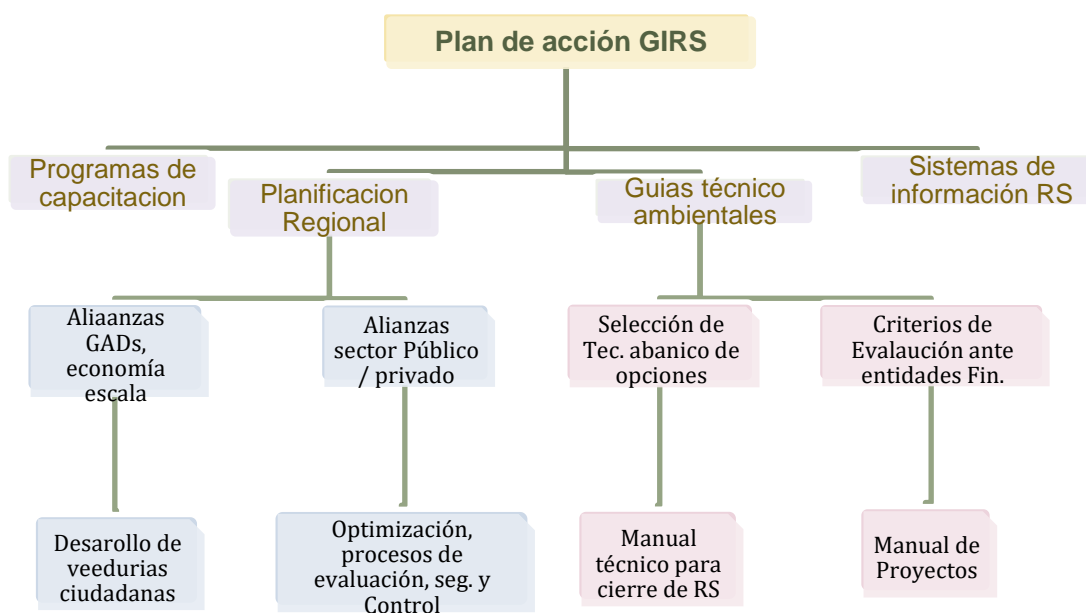 Plan de acción GIRS
Programas de
capacitacion
Planificacion
Regional
Guias técnico
ambientales
Sistemas de
información RS
Aliaanzas
GADs,
economía
escala
Alianzas
sector Público
/ privado
Selección de
Tec. abanico de
opciones
Criterios de
Evalaución ante
entidades Fin.
Desarollo de
veedurias
ciudadanas
Optimización,
procesos de
evaluación, seg. y
Control
Manual
técnico para
cierre de RS
Manual de
Proyectos